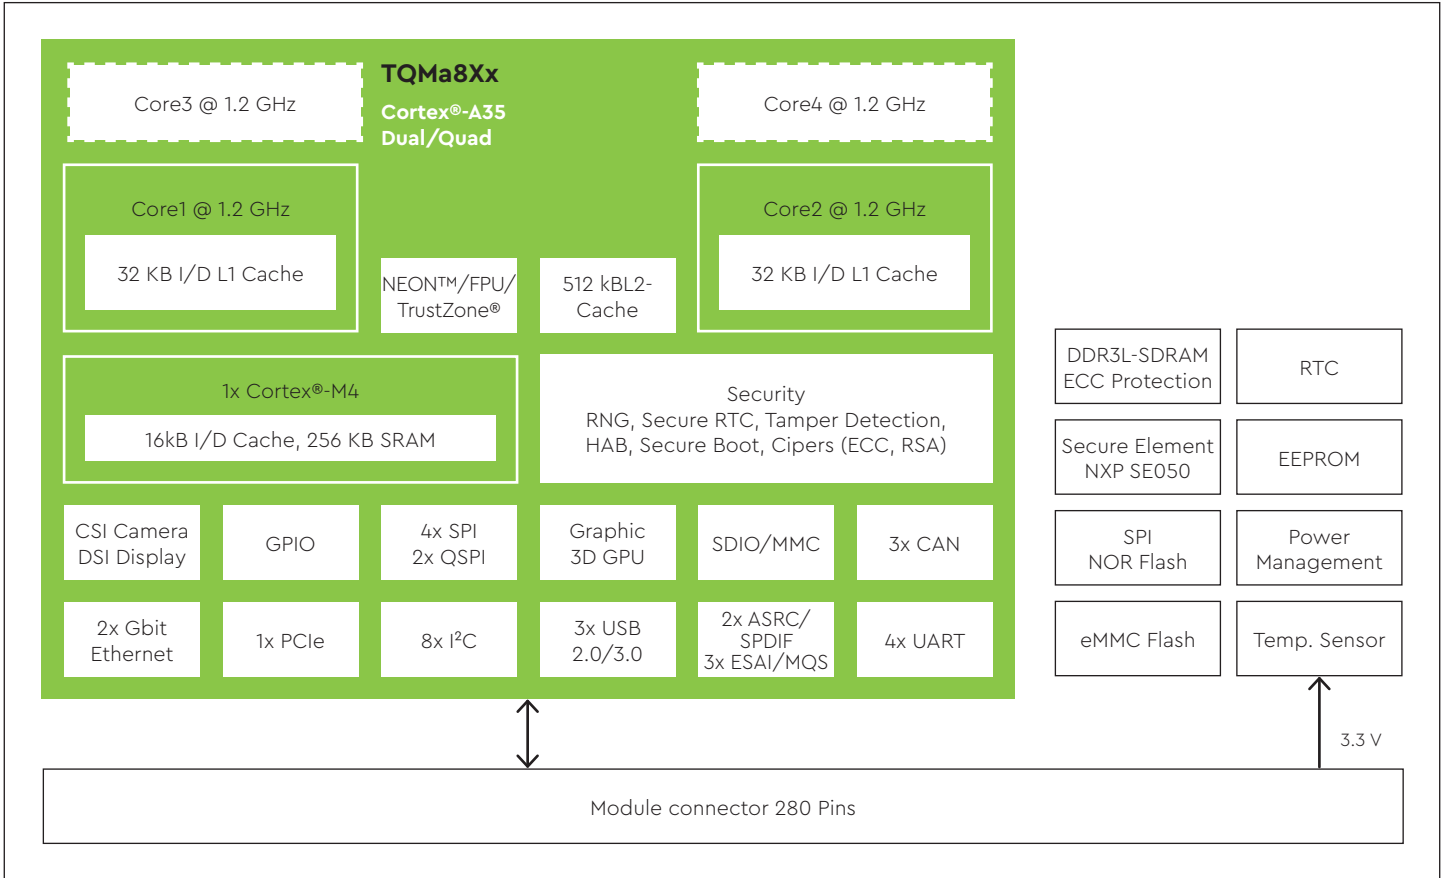 TQMa8Xx
Cortex®-A35
Dual/Quad
Core3 @ 1.2 GHz
Core4 @ 1.2 GHz
Core1 @ 1.2 GHz
32 KB I/D L1 Cache
NEON™/FPU/
TrustZone®
512 kBL2-
Cache
Core2 @ 1.2 GHz
32 KB I/D L1 Cache
1x Cortex®-M4
16kB I/D Cache, 256 KB SRAM
Security
RNG, Secure RTC, Tamper Detection,
HAB, Secure Boot, Cipers (ECC, RSA)
CSI Camera
DSI Display
GPIO
4x SPI
2x QSPI
Graphic
3D GPU
SDIO/MMC
3x CAN
2x Gbit
Ethernet
1x PCIe
8x I²C
3x USB
2.0/3.0
2x ASRC/
SPDIF
3x ESAI/MQS
4x UART
DDR3L-SDRAM
ECC Protection
RTC
Secure Element
NXP SE050
EEPROM
SPI
NOR Flash
Power
Management
eMMC Flash
Temp. Sensor
3.3 V
Module connector 280 Pins